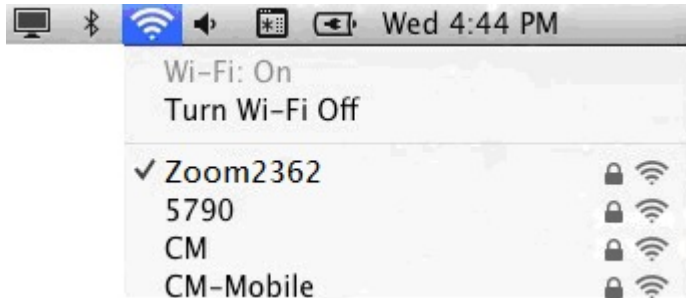 Wed 4:44 PM
Wi-Fi: On
Turn Wi-Fi Off
Zoom2362
5790
CM
CM-Mobile